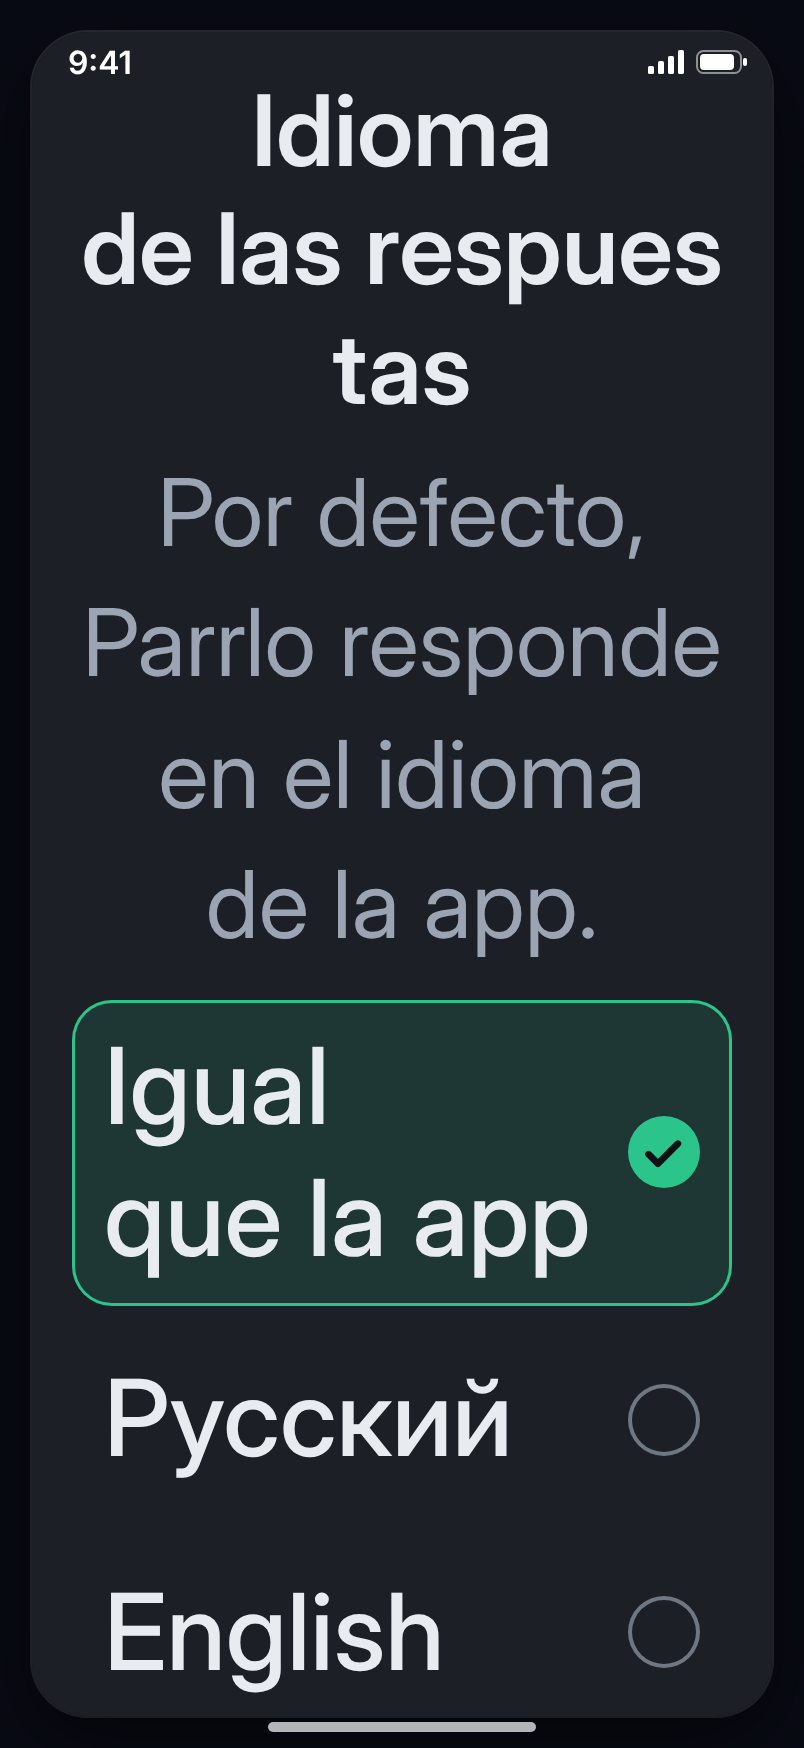 9:41
Idioma
de las respues
tas
Por defecto,
Parrlo responde
en el idioma
de la app.
Igual
que la app
Русский
English